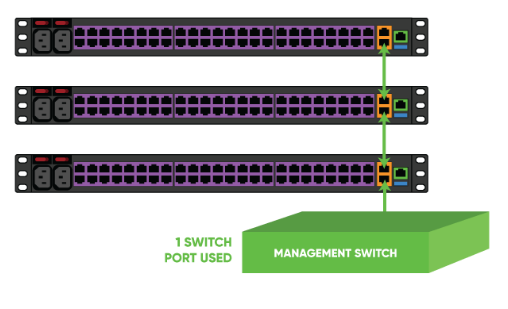 1 SWITCH
PORT USED
MANAGEMENT SWITCH